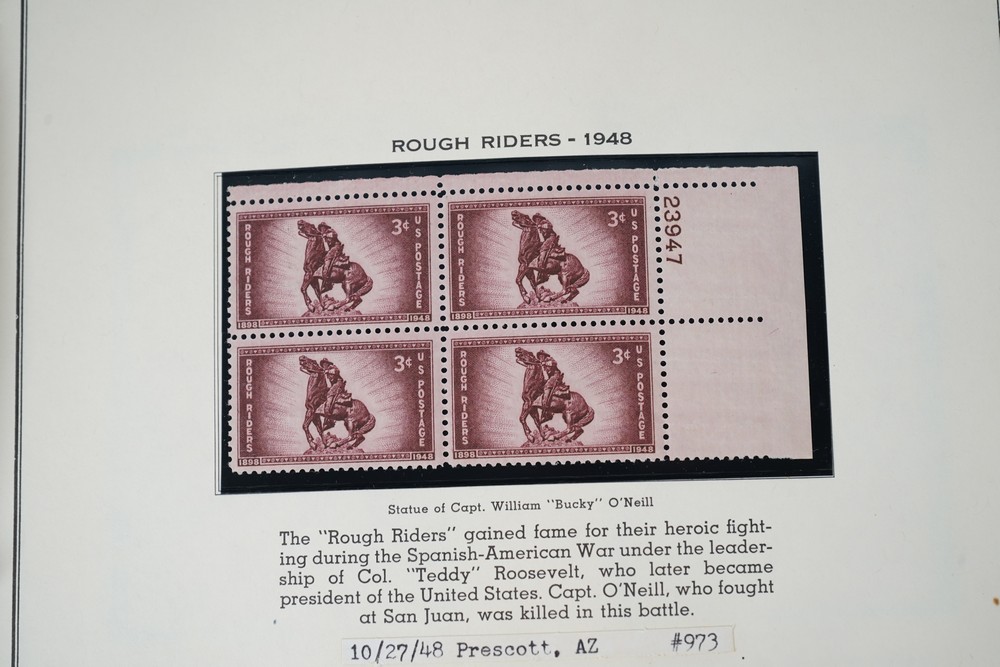 ROUGH RIDERS - 1948
3¢
ROUGH RIDERS
US POSTAGE
1898
1948
3¢
ROUGH RIDERS
US POSTAGE
1898
1948
23947
3¢
ROUGH RIDERS
US POSTAGE
1898
1948
3¢
ROUGH RIDERS
US POSTAGE
1898
1948
Statue of Capt. William "Bucky" O'Neill
The "Rough Riders" gained fame for their heroic fight-
ing during the Spanish-American War under the leader-
ship of Col. "Teddy" Roosevelt, who later became
president of the United States. Capt. O'Neill, who fought
at San Juan, was killed in this battle.
10/27/48 Prescott, AZ #973